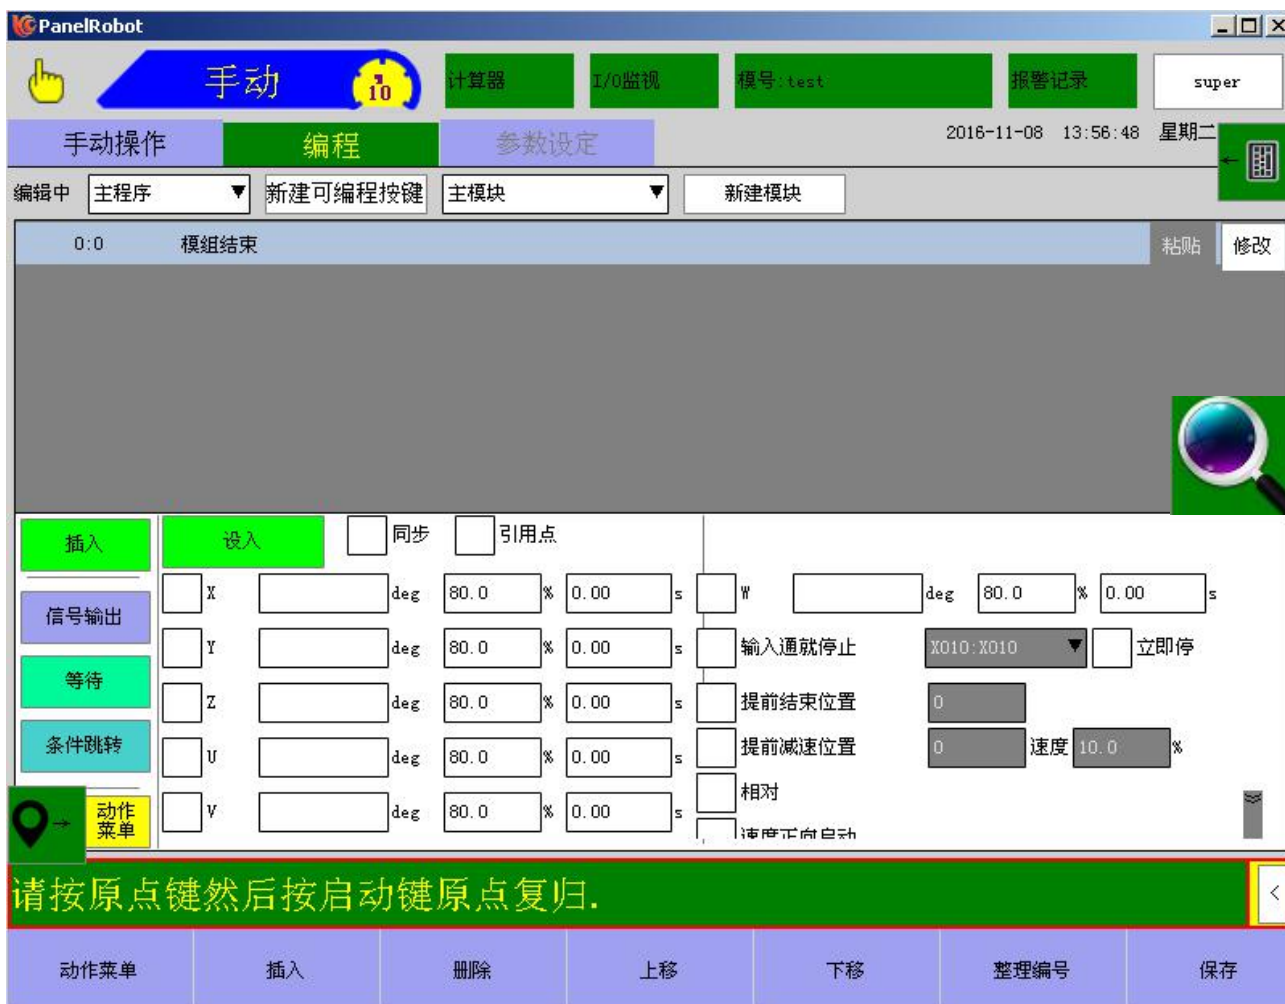 PanelRobot
手动 10 计算器 I/O监视 模号:test 报警记录 super
手动操作 编程 参数设定 2016-11-08 13:56:48 星期二
编辑中 主程序 新建可编程按键 主模块 新建模块
0:0 模组结束 粘贴 修改
插入 设入 同步 引用点
X deg 80.0 % 0.00 s W deg 80.0 % 0.00 s
信号输出
Y deg 80.0 % 0.00 s 输入通就停止 X010:X010 立即停
等待
Z deg 80.0 % 0.00 s 提前结束位置 0
条件跳转
U deg 80.0 % 0.00 s 提前减速位置 0 速度 10.0 %
相对
动作菜单 V deg 80.0 % 0.00 s
速度正向启动
请按原点键然后按启动键原点复归.
<
动作菜单 插入 删除 上移 下移 整理编号 保存